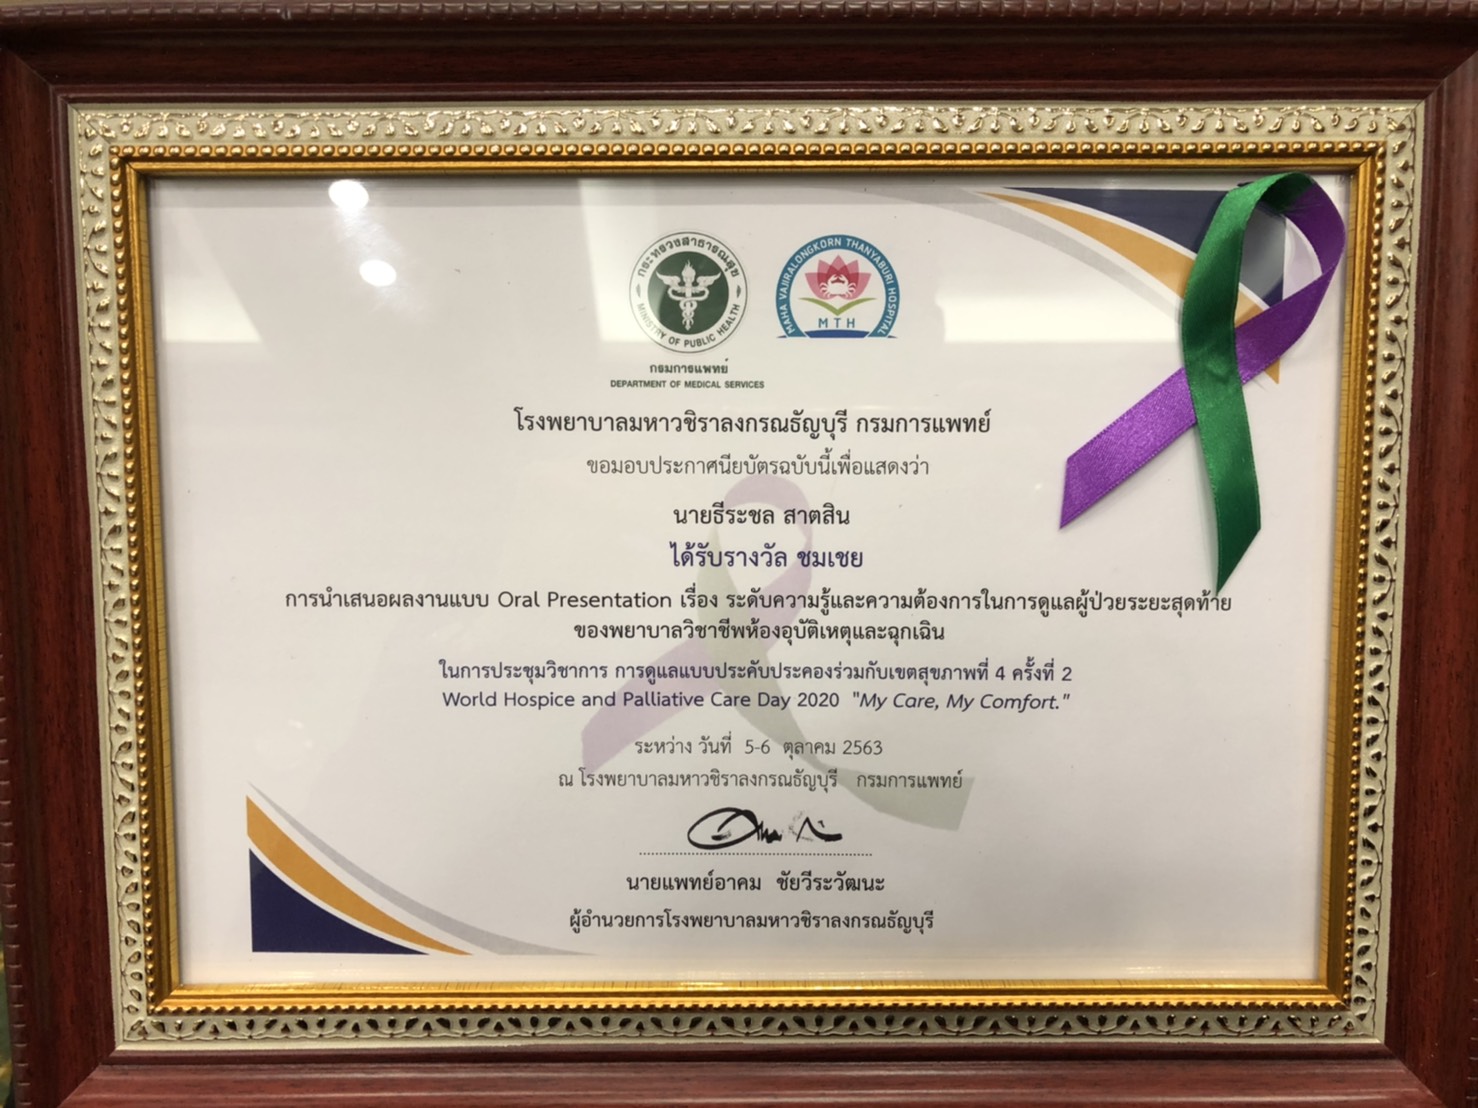 กระทรวงสาธารณสุข
MINISTRY OF PUBLIC HEALTH
กรมการแพทย์
DEPARTMENT OF MEDICAL SERVICES
MAHA VAJIRALONGKORN THANYABURI HOSPITAL
MTH
โรงพยาบาลมหาวชิราลงกรณธัญบุรี กรมการแพทย์
ขอมอบประกาศนียบัตรฉบับนี้เพื่อแสดงว่า
นายธีระชล สาตสิน
ได้รับรางวัล ชมเชย
การนำเสนอผลงานแบบ Oral Presentation เรื่อง ระดับความรู้และความต้องการในการดูแลผู้ป่วยระยะสุดท้าย
ของพยาบาลวิชาชีพห้องอุบัติเหตุและฉุกเฉิน
ในการประชุมวิชาการ การดูแลแบบประคับประคองร่วมกับเขตสุขภาพที่ 4 ครั้งที่ 2
World Hospice and Palliative Care Day 2020 "My Care, My Comfort."
ระหว่าง วันที่ 5-6 ตุลาคม 2563
ณ โรงพยาบาลมหาวชิราลงกรณธัญบุรี กรมการแพทย์
นายแพทย์อาคม ชัยวีระวัฒนะ
ผู้อำนวยการโรงพยาบาลมหาวชิราลงกรณธัญบุรี